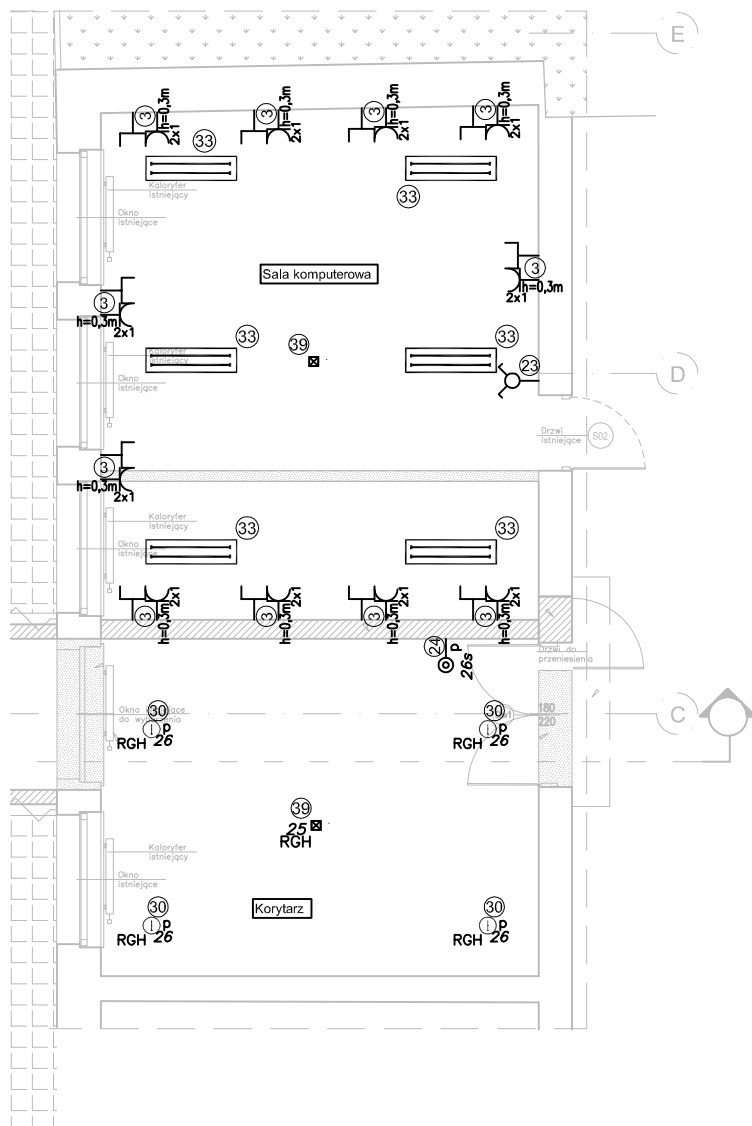 E
3
h=0,3m
2x1
3
h=0,3m
2x1
3
h=0,3m
2x1
3
h=0,3m
2x1
33
33
Kaloryfer
istniejący
Okno
istniejące
Sala komputerowa
3
h=0,3m
2x1
3
h=0,3m
2x1
33
39
33
Kaloryfer
istniejący
Okno
istniejące
23
D
Drzwi
istniejące
S02
3
h=0,3m
2x1
Kaloryfer
istniejący
33
33
Okno
istniejące
3
h=0,3m
2x1
3
h=0,3m
2x1
3
h=0,3m
2x1
3
h=0,3m
2x1
24
P
26s
Drzwi do
przeniesienia
30
P
RGH 26
30
P
RGH 26
180
220
C
39
25
RGH
Kaloryfer
istniejący
Okno
istniejące
Korytarz
30
P
RGH 26
30
P
RGH 26